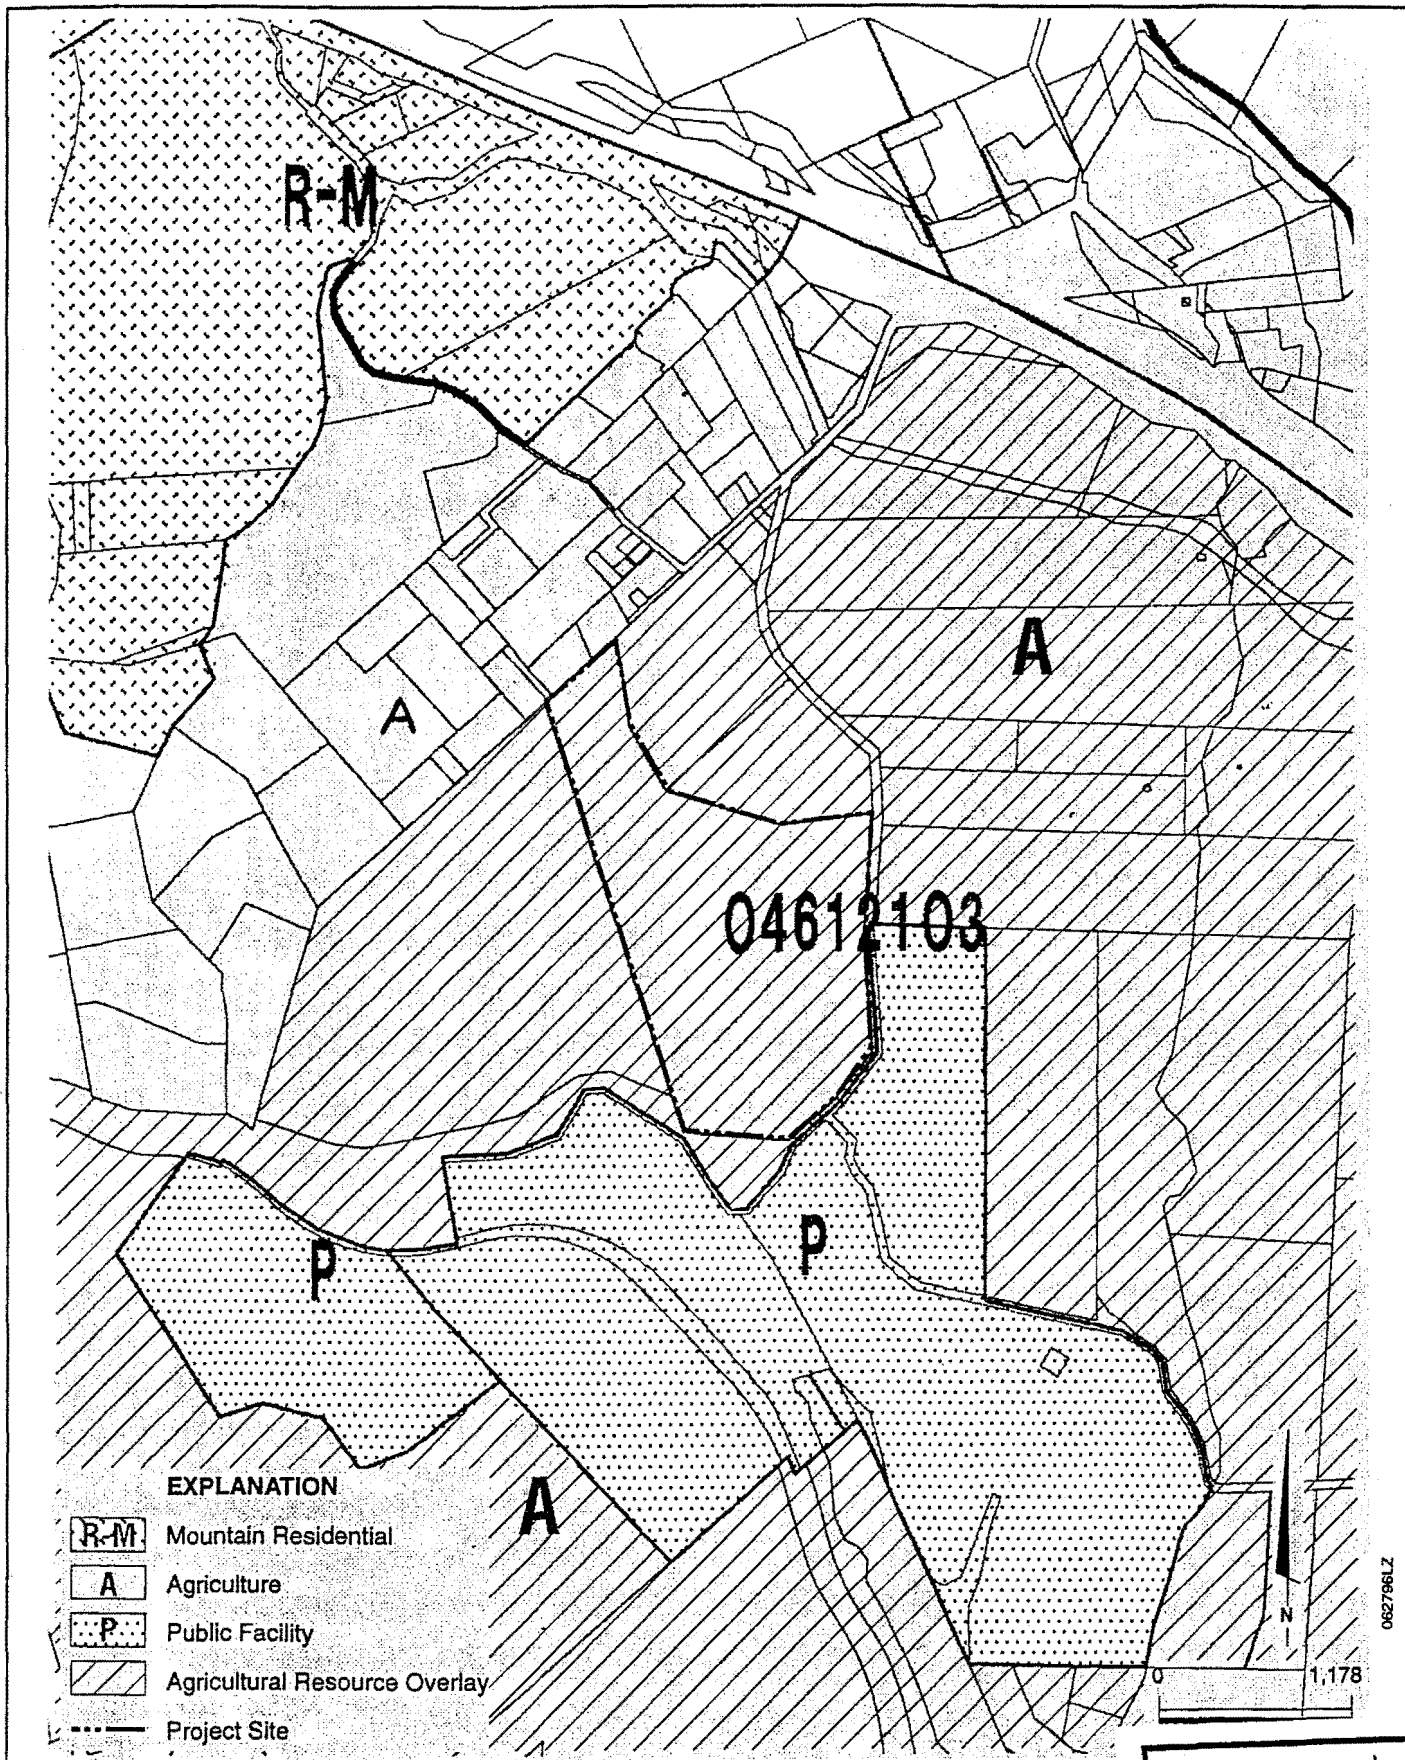 R-M
A
A
04612103
P
P
A
EXPLANATION
R-M Mountain Residential
A Agriculture
P Public Facility
Agricultural Resource Overlay
Project Site
N
0 1,178
062796LZ